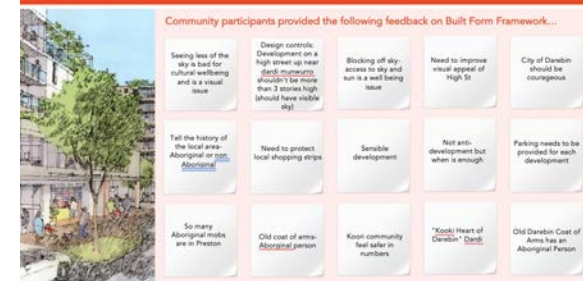 Community participants provided the following feedback on Built Form Framework...
Seeing less of the
sky is bad for
cultural wellbeing
and is a visual
issue
Design controls:
Development on a
high street up near
dardi munwurro
shouldn't be more
than 3 stories high
(should have visible
sky)
Blocking off sky-
access to sky and
sun is a well being
issue
Need to improve
visual appeal of
High St
City of Darebin
should be
courageous
Tell the history of
the local area-
Aboriginal or non
Aboriginal
Need to protect
local shopping strips
Sensible
development
Not anti-
development but
when is enough
Parking needs to be
provided for each
development
So many
Aboriginal mobs
are in Preston
Old coat of arms-
Aborginal person
Koori community
feel safer in
numbers
"Kooki Heart of
Darebin" Dardi
Old Darebin Coat of
Arms has an
Aboriginal Person